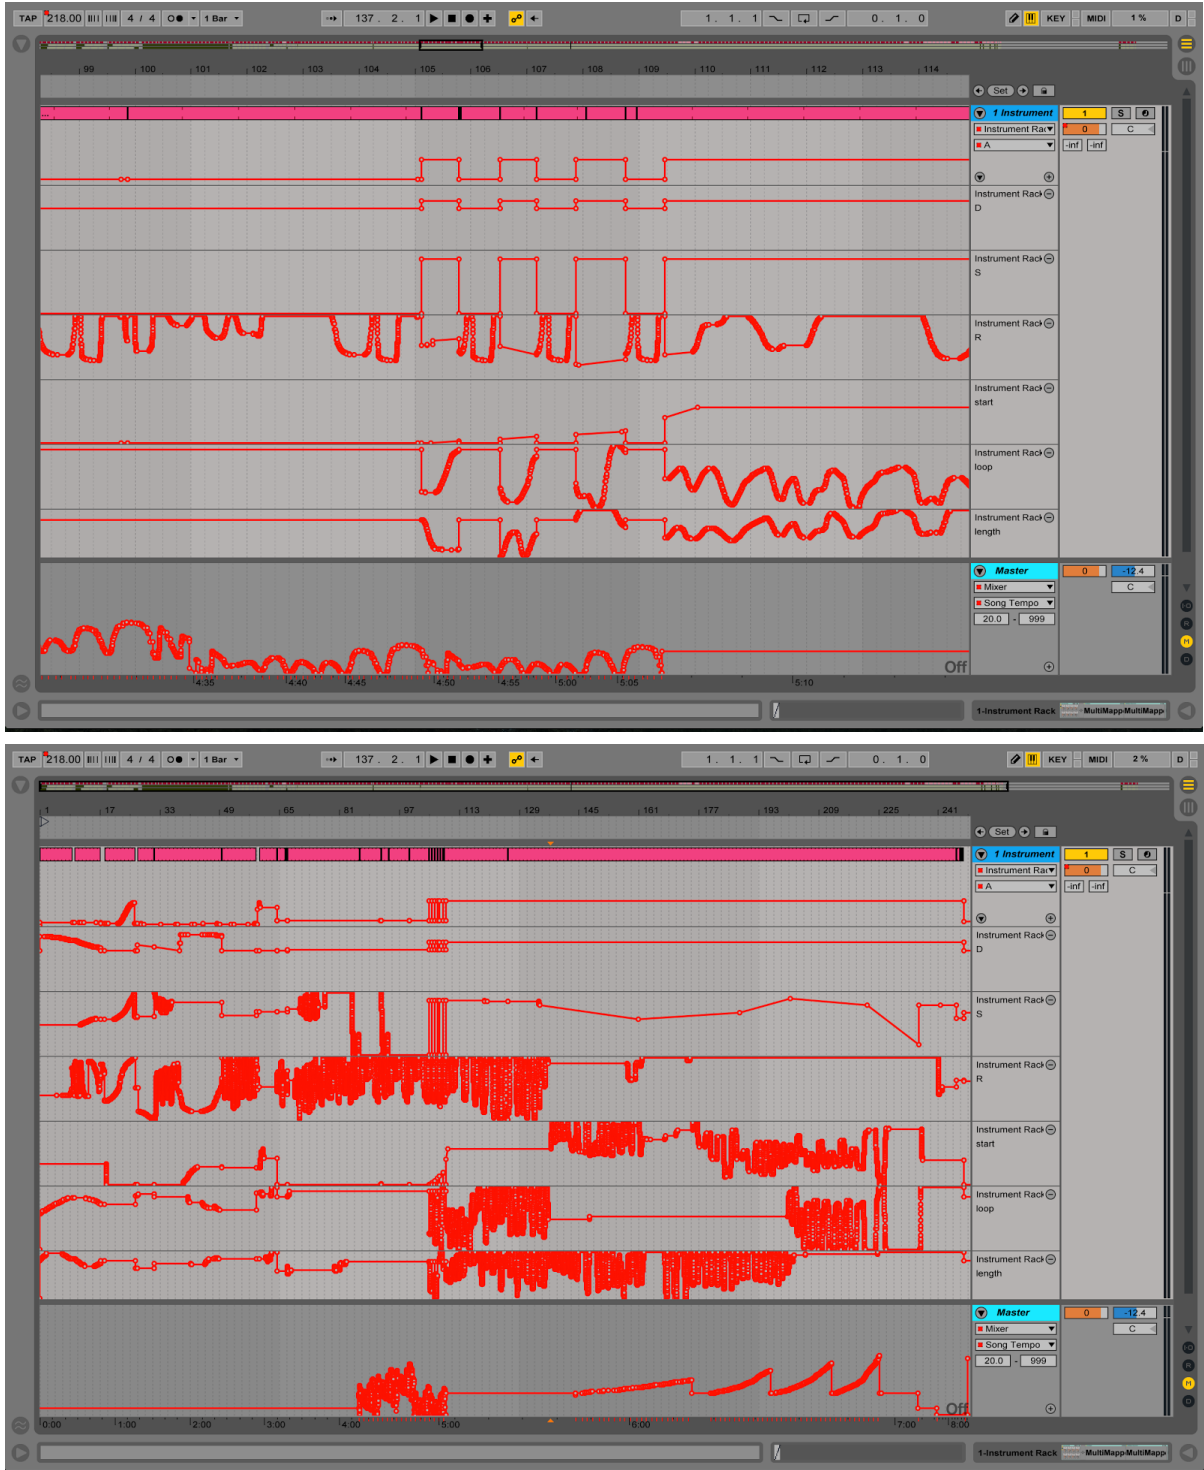 TAP 218.00 4 / 4 1 Bar 137. 2. 1 1. 1. 1 0. 1. 0 KEY MIDI 1 % D
99 100 101 102 103 104 105 106 107 108 109 110 111 112 113 114
Set
... 1 Instrument 1 S
Instrument Rac 0 C
A -inf -inf
Instrument Rack
D
Instrument Rack
S
Instrument Rack
R
Instrument Rack
start
Instrument Rack
loop
Instrument Rack
length
Master 0 -12.4
Mixer C
Song Tempo
20.0 - 999
Off
4:35 4:40 4:45 4:50 4:55 5:00 5:05 5:10
1-Instrument Rack MultiMapp MultiMapp
TAP 218.00 4 / 4 1 Bar 137. 2. 1 1. 1. 1 0. 1. 0 KEY MIDI 2 % D
1 17 33 49 65 81 97 113 129 145 161 177 193 209 225 241
Set
1 Instrument 1 S
Instrument Rac 0 C
A -inf -inf
Instrument Rack
D
Instrument Rack
S
Instrument Rack
R
Instrument Rack
start
Instrument Rack
loop
Instrument Rack
length
Master 0 -12.4
Mixer C
Song Tempo
20.0 - 999
Off
0:00 1:00 2:00 3:00 4:00 5:00 6:00 7:00 8:00
1-Instrument Rack MultiMapp MultiMapp